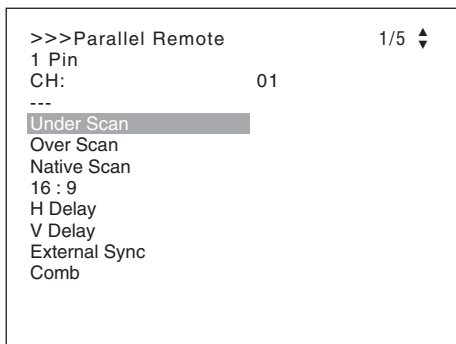 >>>Parallel Remote 1/5
1 Pin
CH: 01
---
Under Scan
Over Scan
Native Scan
16 : 9
H Delay
V Delay
External Sync
Comb